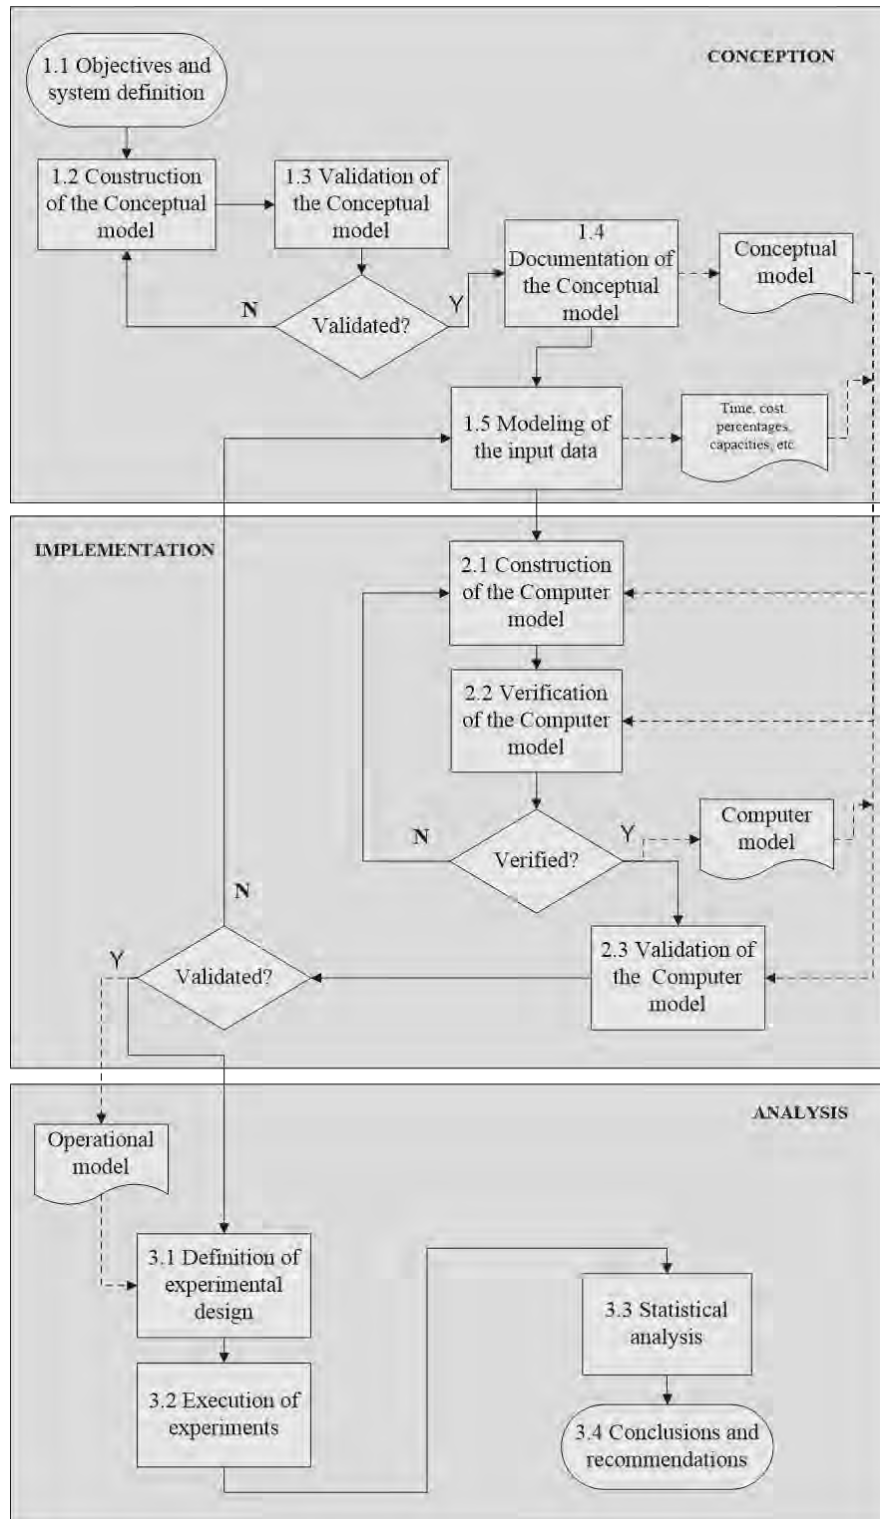 CONCEPTION
1.1 Objectives and
system definition
1.2 Construction
of the Conceptual
model
1.3 Validation of
the Conceptual
model
1.4
Documentation of
the Conceptual
model
Conceptual
model
N
Validated?
Y
1.5 Modeling of
the input data
Time, cost
percentages,
capacities, etc
IMPLEMENTATION
2.1 Construction
of the Computer
model
2.2 Verification
of the Computer
model
N
Verified?
Y
Computer
model
N
Y
Validated?
2.3 Validation of
the Computer
model
ANALYSIS
Operational
model
3.1 Definition of
experimental
design
3.2 Execution of
experiments
3.3 Statistical
analysis
3.4 Conclusions and
recommendations